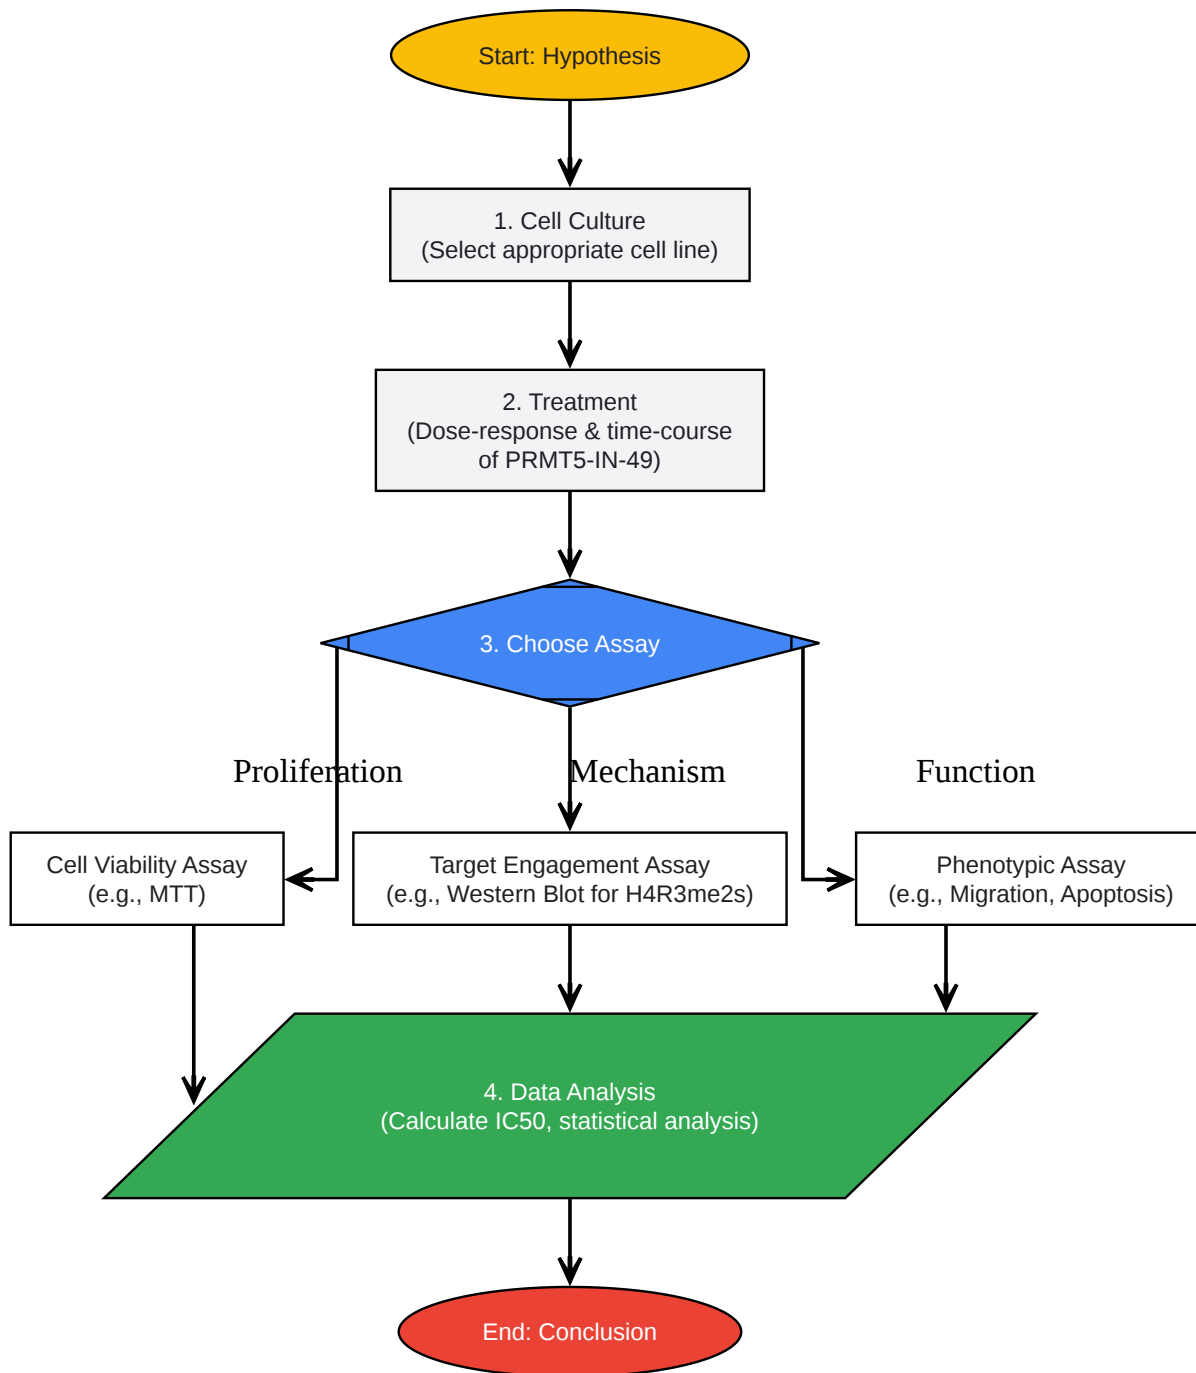 Start: Hypothesis
1. Cell Culture
(Select appropriate cell line)
2. Treatment
(Dose-response & time-course
of PRMT5-IN-49)
3. Choose Assay
Proliferation
Mechanism
Function
Cell Viability Assay
(e.g., MTT)
Target Engagement Assay
(e.g., Western Blot for H4R3me2s)
Phenotypic Assay
(e.g., Migration, Apoptosis)
4. Data Analysis
(Calculate IC50, statistical analysis)
End: Conclusion